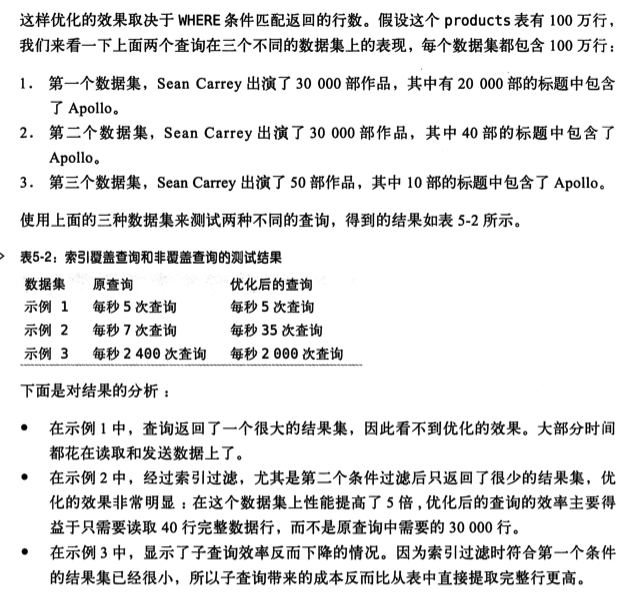 这样优化的效果取决于 WHERE 条件匹配返回的行数。假设这个 products 表有 100 万行，
我们来看一下上面两个查询在三个不同的数据集上的表现，每个数据集都包含 100 万行：
1． 第一个数据集，Sean Carrey 出演了 30 000 部作品，其中有 20 000 部的标题中包含
了 Apollo。
2． 第二个数据集，Sean Carrey 出演了 30 000 部作品，其中 40 部的标题中包含了
Apollo。
3． 第三个数据集，Sean Carrey 出演了 50 部作品，其中 10 部的标题中包含了 Apollo。
使用上面的三种数据集来测试两种不同的查询，得到的结果如表 5-2 所示。
表5-2：索引覆盖查询和非覆盖查询的测试结果
数据集 原查询 优化后的查询
示例 1 每秒 5 次查询 每秒 5 次查询
示例 2 每秒 7 次查询 每秒 35 次查询
示例 3 每秒 2 400 次查询 每秒 2 000 次查询
下面是对结果的分析：
• 在示例 1 中，查询返回了一个很大的结果集，因此看不到优化的效果。大部分时间
都花在读取和发送数据上了。
• 在示例 2 中，经过索引过滤，尤其是第二个条件过滤后只返回了很少的结果集，优
化的效果非常明显：在这个数据集上性能提高了 5 倍，优化后的查询的效率主要得
益于只需要读取 40 行完整数据行，而不是原查询中需要的 30 000 行。
• 在示例 3 中，显示了子查询效率反而下降的情况。因为索引过滤时符合第一个条件
的结果集已经很小，所以子查询带来的成本反而比从表中直接提取完整行更高。